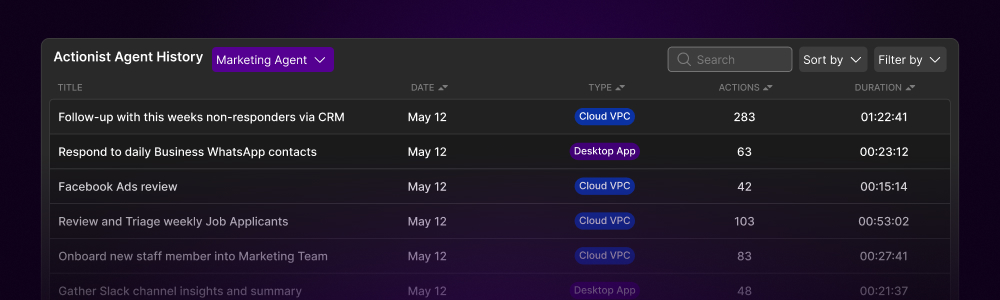 Actionist Agent History Marketing Agent Search Sort by Filter by
TITLE DATE TYPE ACTIONS DURATION
Follow-up with this weeks non-responders via CRM May 12 Cloud VPC 283 01:22:41
Respond to daily Business WhatsApp contacts May 12 Desktop App 63 00:23:12
Facebook Ads review May 12 Cloud VPC 42 00:15:14
Review and Triage weekly Job Applicants May 12 Cloud VPC 103 00:53:02
Onboard new staff member into Marketing Team May 12 Cloud VPC 83 00:27:41
Gather Slack channel insights and summary May 12 Desktop App 48 00:21:37